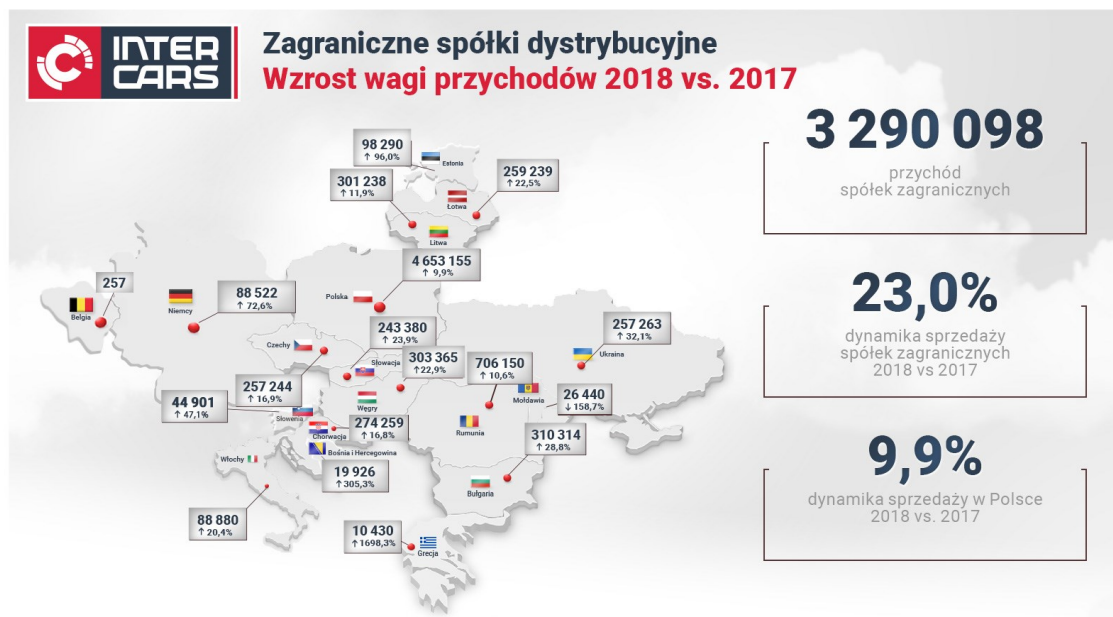 INTER
CARS
Zagraniczne spółki dystrybucyjne
Wzrost wagi przychodów 2018 vs. 2017
3 290 098
przychód
spółek zagranicznych
23,0%
dynamika sprzedaży
spółek zagranicznych
2018 vs 2017
9,9%
dynamika sprzedaży w Polsce
2018 vs. 2017
98 290
↑ 96,0%
Estonia
301 238
↑ 11,9%
259 239
↑ 22,5%
Łotwa
Litwa
4 653 155
↑ 9,9%
Polska
257
Belgia
Niemcy
88 522
↑ 72,6%
Czechy
243 380
↑ 23,9%
Słowacja
303 365
↑22,9%
706 150
↑ 10,6%
257 263
↑ 32,1%
Ukraina
257 244
↑ 16,9%
Węgry
Mołdawia
26 440
↓ 158,7%
44 901
↑ 47,1%
Słowenia
274 259
↑ 16,8%
Chorwacja
Rumunia
310 314
↑ 28,8%
Bośnia i Hercegowina
19 926
↑ 305,3%
Włochy
Bułgaria
88 880
↑ 20,4%
10 430
↑ 1698,3%
Grecja